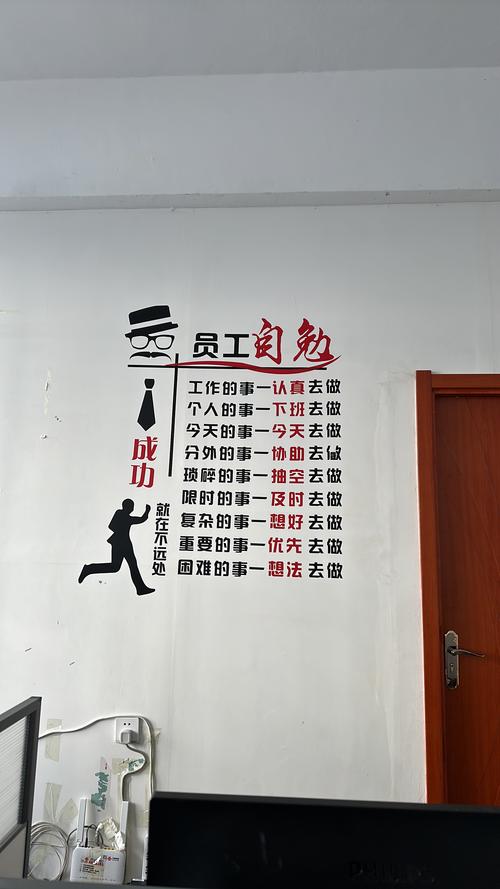 员工自勉
工作的事一认真去做
个人的事一下班去做
今天的事一今天去做
分外的事一协助去做
琐碎的事一抽空去做
限时的事一及时去做
复杂的事一想好去做
重要的事一优先去做
困难的事一想法去做
成功
就在不远处